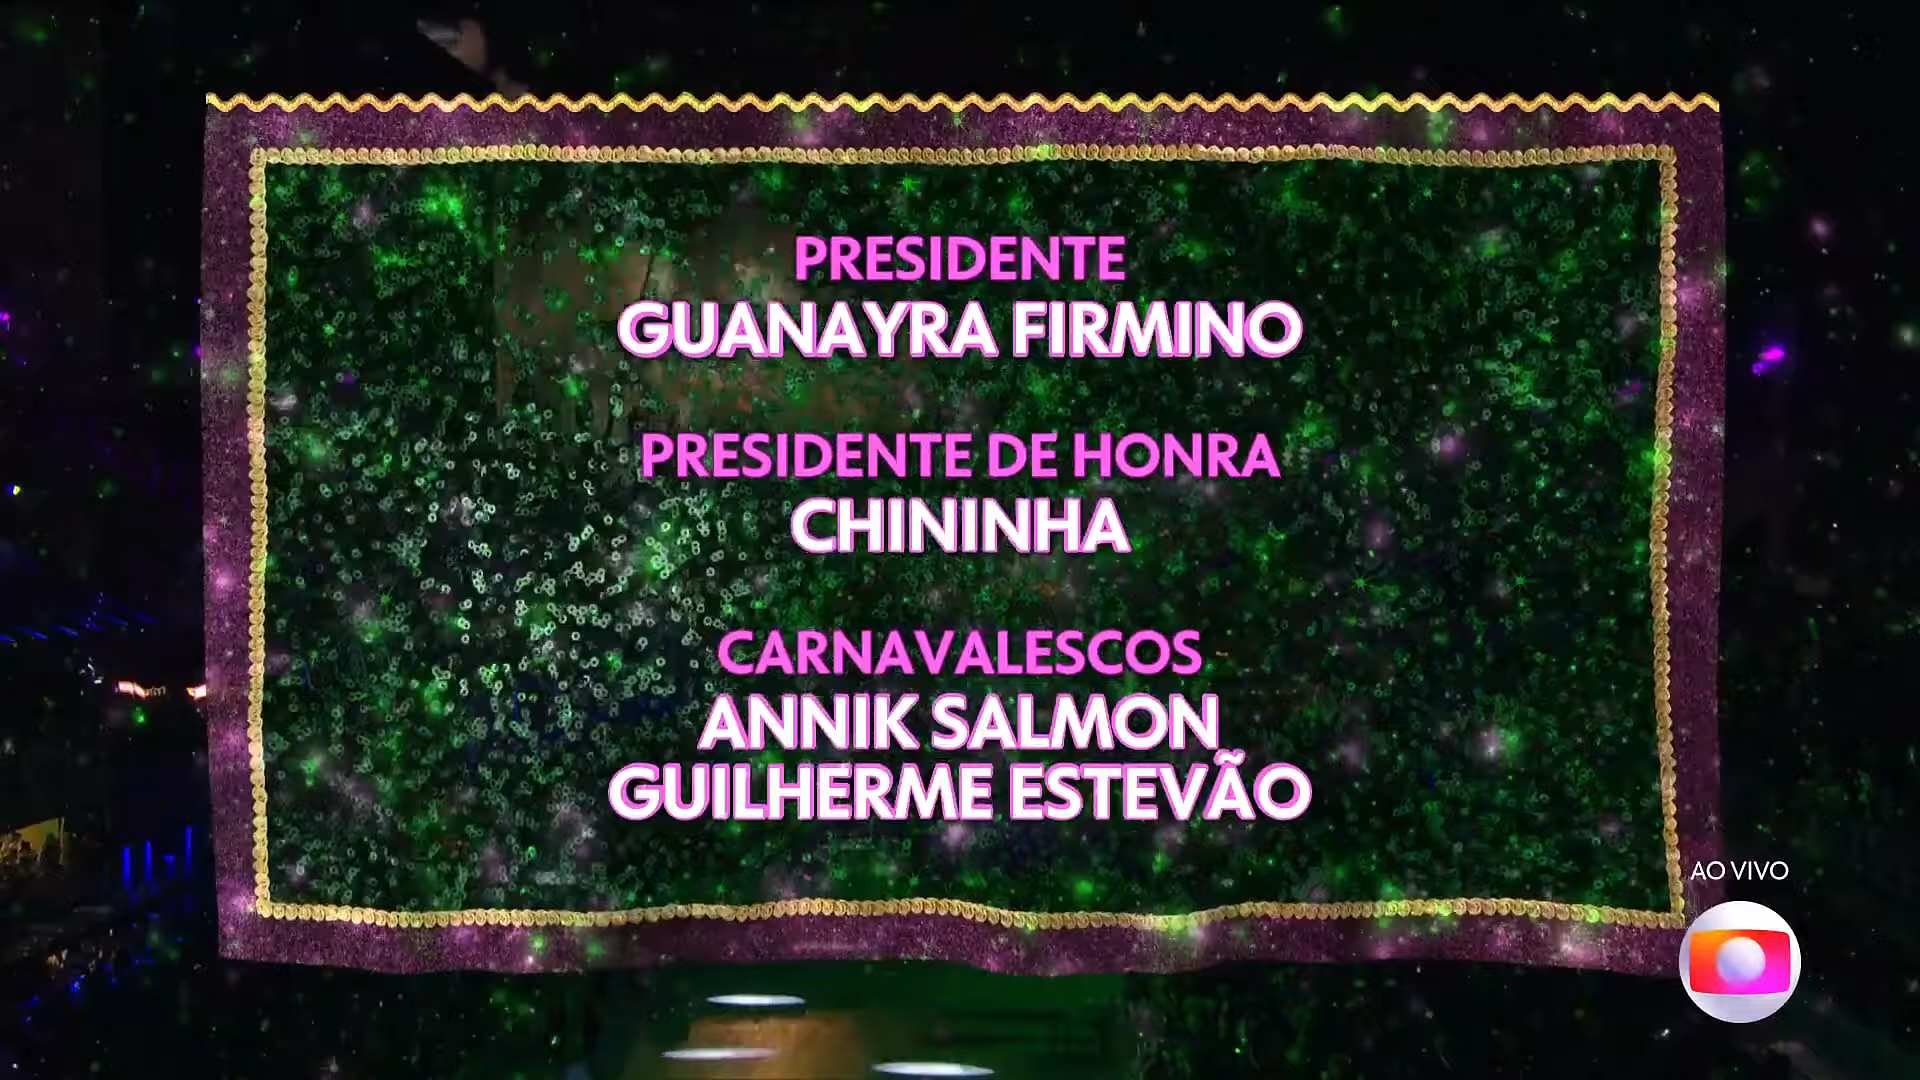 PRESIDENTE
GUANAYRA FIRMINO
PRESIDENTE DE HONRA
CHININHA
CARNAVALESCOS
ANNIK SALMON
GUILHERME ESTEVÃO
AO VIVO